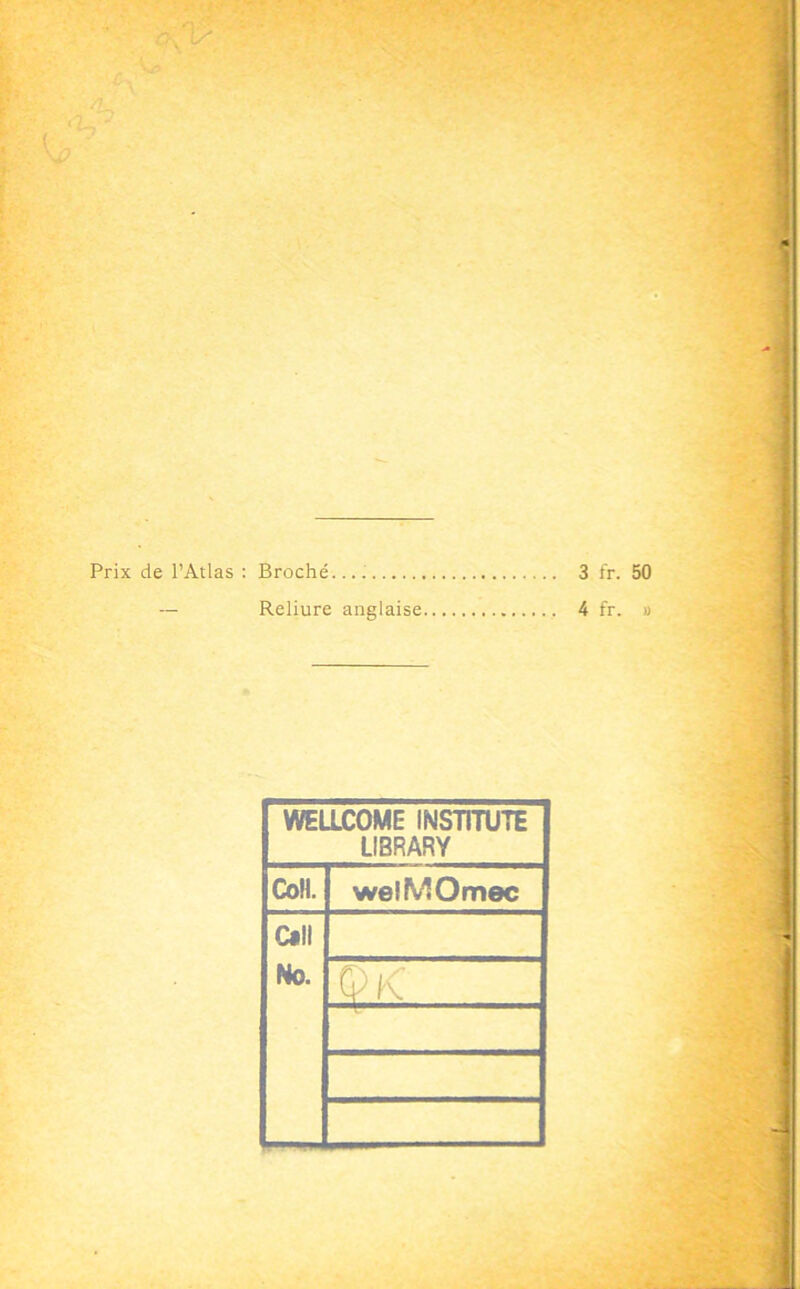 Prix de l'Atlas : Broché........................... 3 fr. 50
— Reliure anglaise................ 4 fr. »
WELLCOME INSTITUTE
LIBRARY
Coll. welMOmec
Call
No. QK